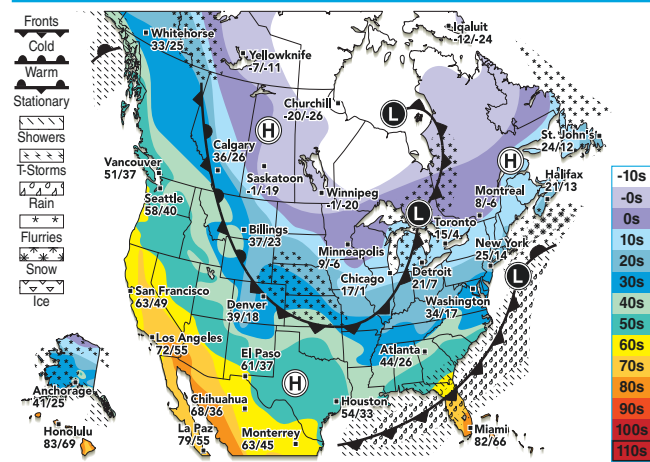 Fronts
Cold
Warm
Stationary
Showers
T-Storms
Rain
Flurries
Snow
Ice
Whitehorse
33/25
Yellowknife
-7/-11
Iqaluit
-12/-24
Churchill
-20/-26
L
H
Calgary
36/26
Saskatoon
-1/-19
Winnipeg
-1/-20
Vancouver
51/37
Seattle
58/40
Billings
37/23
Minneapolis
9/-6
L
Toronto
15/4
Montreal
8/-6
H
St. John's
24/12
Halifax
21/13
New York
25/14
L
Detroit
21/7
Chicago
17/1
Washington
34/17
San Francisco
63/49
Denver
39/18
Los Angeles
72/55
El Paso
61/37
H
Atlanta
44/26
Chihuahua
68/36
Houston
54/33
La Paz
79/55
Monterrey
63/45
Miami
82/66
Anchorage
41/25
Honolulu
83/69
-10s
-0s
0s
10s
20s
30s
40s
50s
60s
70s
80s
90s
100s
110s